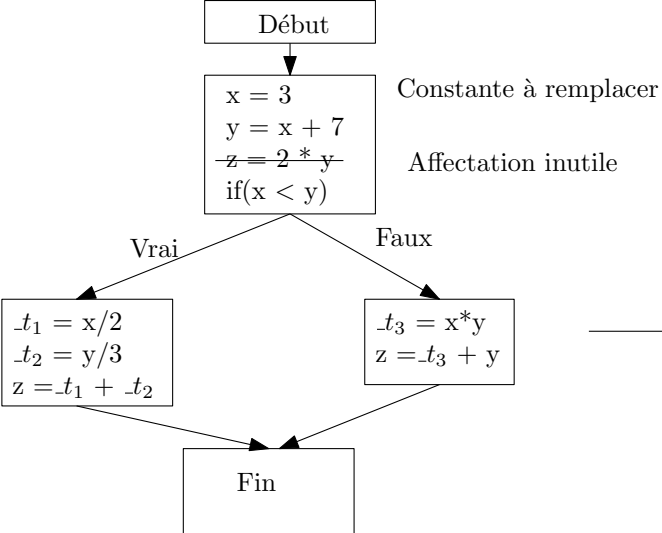 Début
x = 3
Constante à remplacer
y = x + 7
z = 2 * y
Affectation inutile
if(x < y)
Vrai
Faux
_t₁ = x/2
_t₂ = y/3
z =_t₁ + _t₂
_t₃ = x*y
z =_t₃ + y
Fin